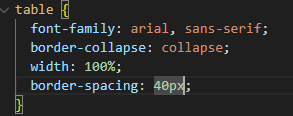 table {
font-family: arial, sans-serif;
border-collapse: collapse;
width: 100%;
border-spacing: 40px;
}